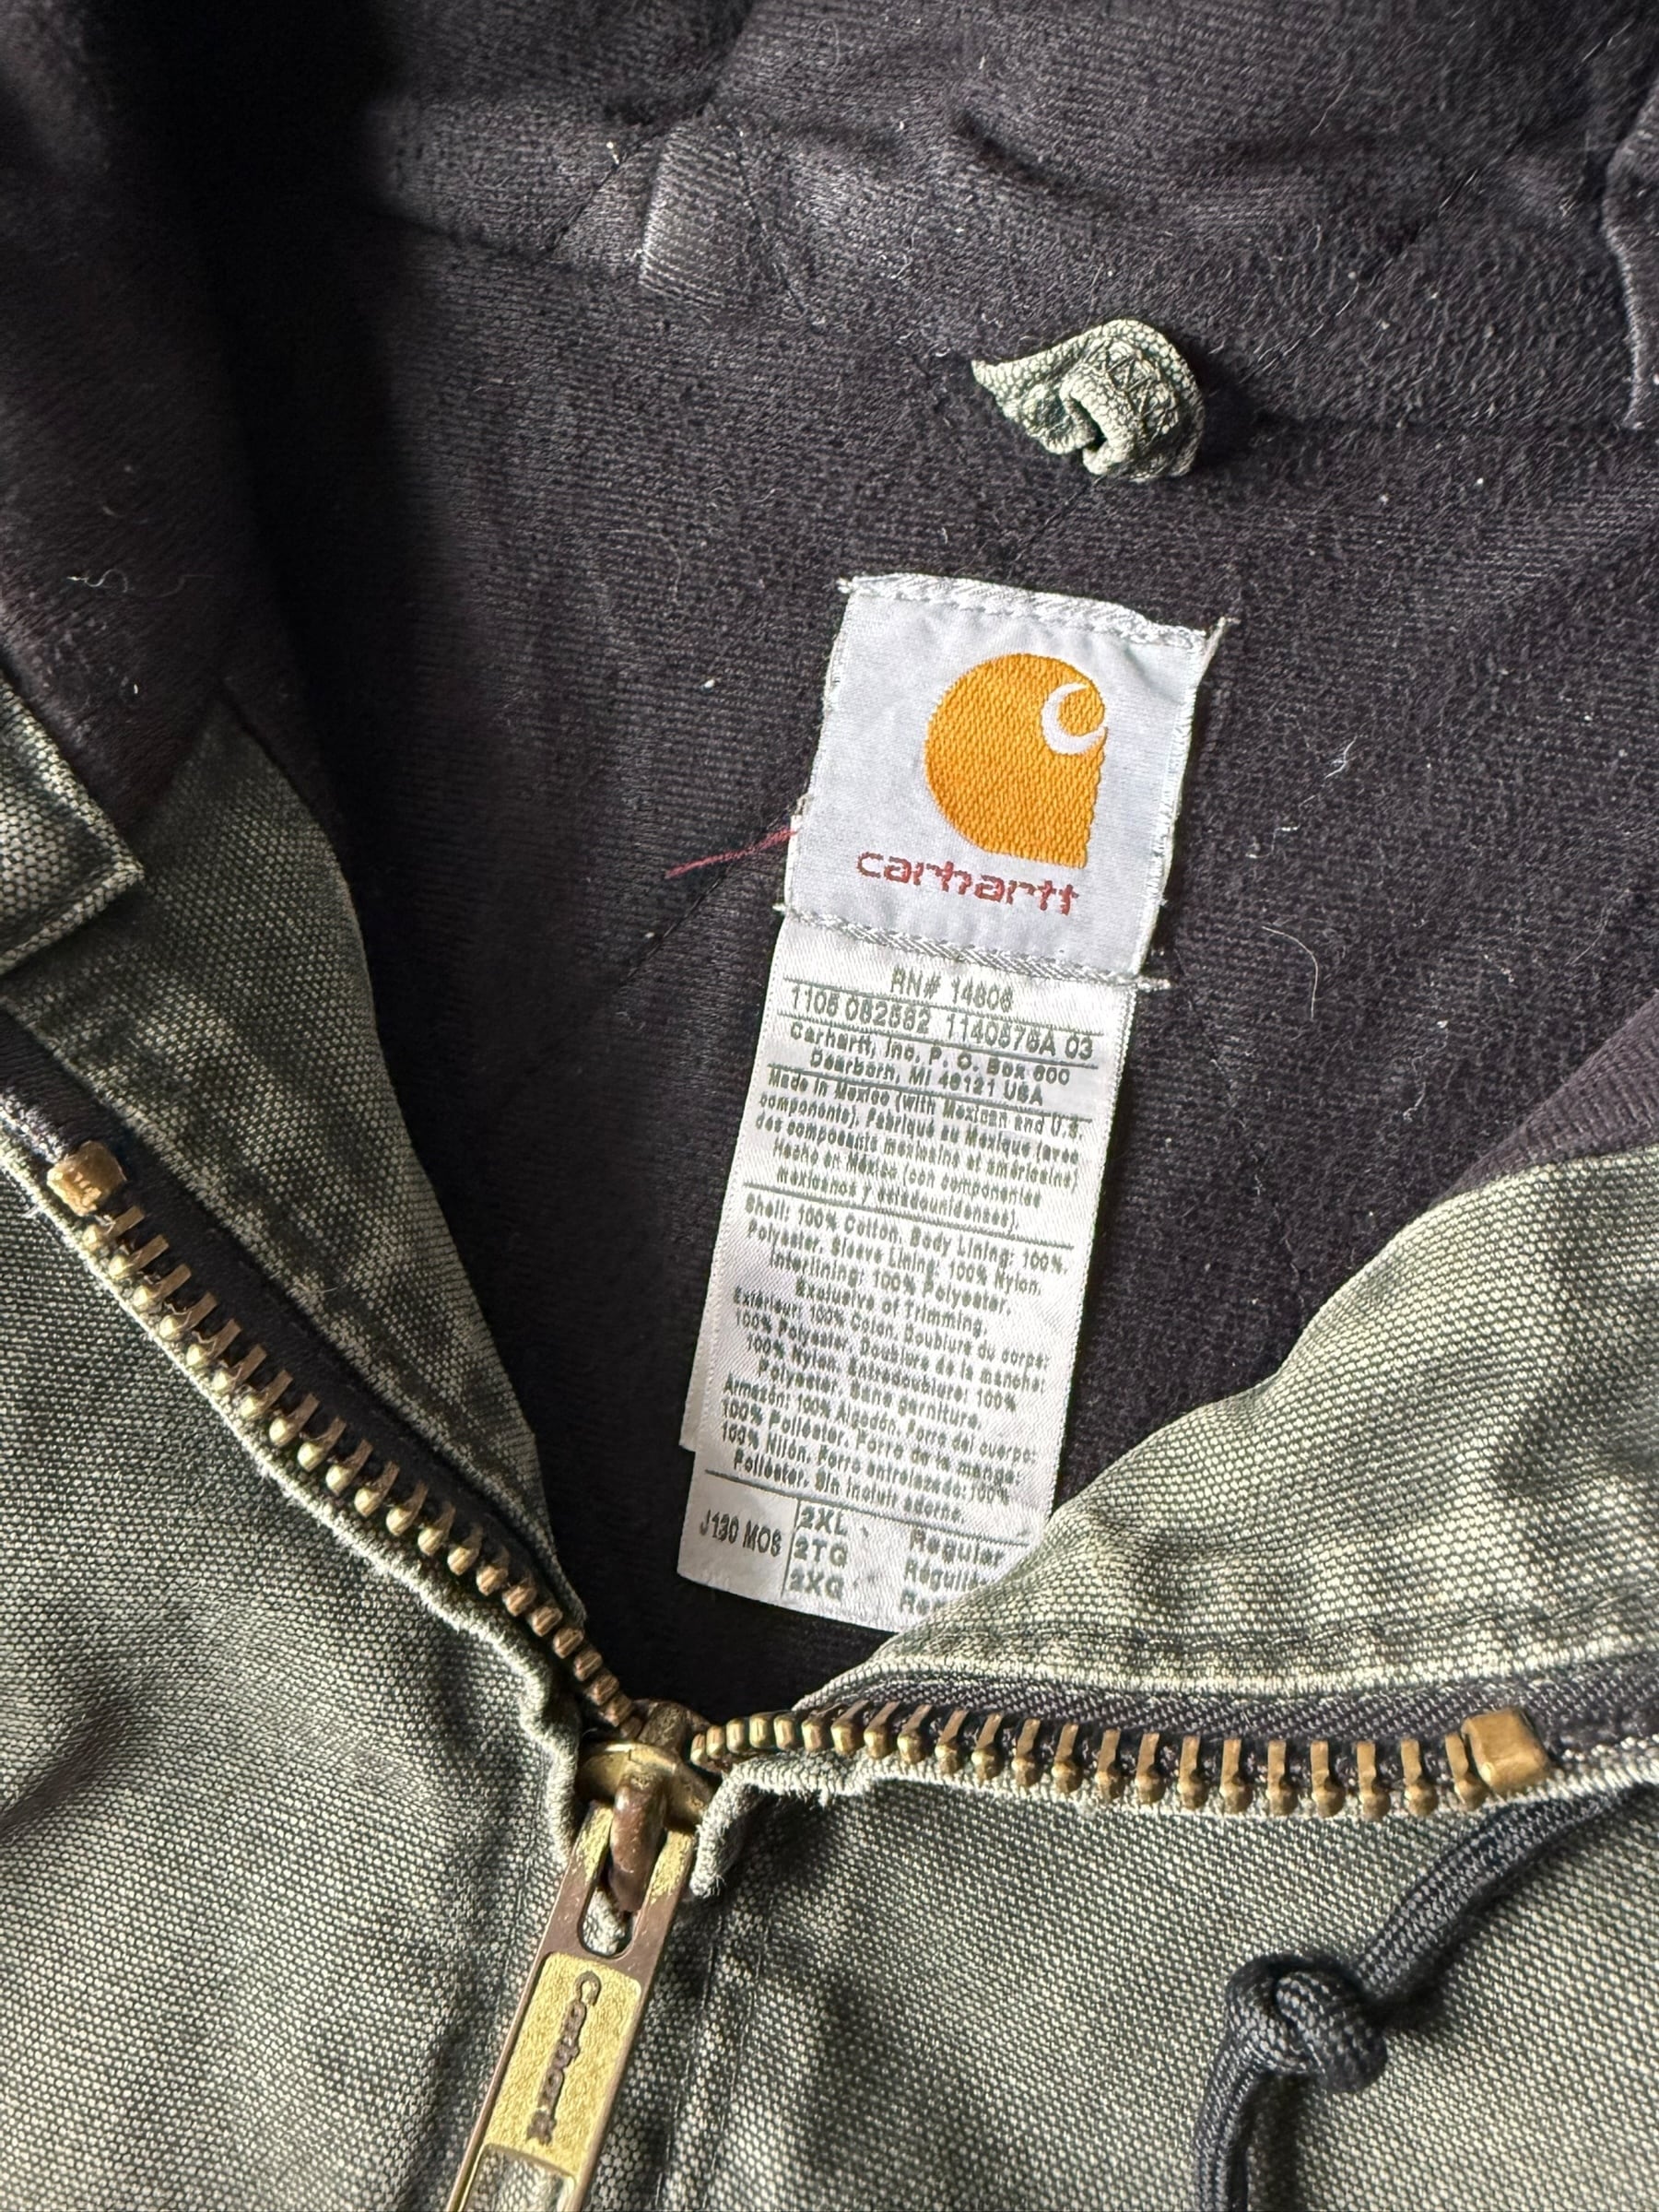 carhartt
RN# 14806
1105 082562 1140576A 03
Carhartt, Inc. P. O. Box 600
Dearborn, MI 48121 USA
Made in Mexico (with Mexican and U.S.
components). Fabriqué au Mexique (avec
des composants mexicains et américains)
Hecho en México (con componentes
mexicanos y estadounidenses).
Shell: 100% Cotton. Body Lining: 100%
Polyester. Sleeve Lining: 100% Nylon.
Interlining: 100% Polyester.
Exclusive of Trimming.
Extérieur: 100% Coton. Doublure du corps:
100% Polyester. Doublure de la manche:
100% Nylon. Entredoublure: 100%
Polyester. Sans garniture.
Armazón: 100% Algodón. Forro del cuerpo:
100% Poliéster. Forro de la manga:
100% Nilón. Forro entrelazado: 100%
Poliéster. Sin incluir adorno.
J130 MOS
2XL Regular
2TG
2XG
Carhartt